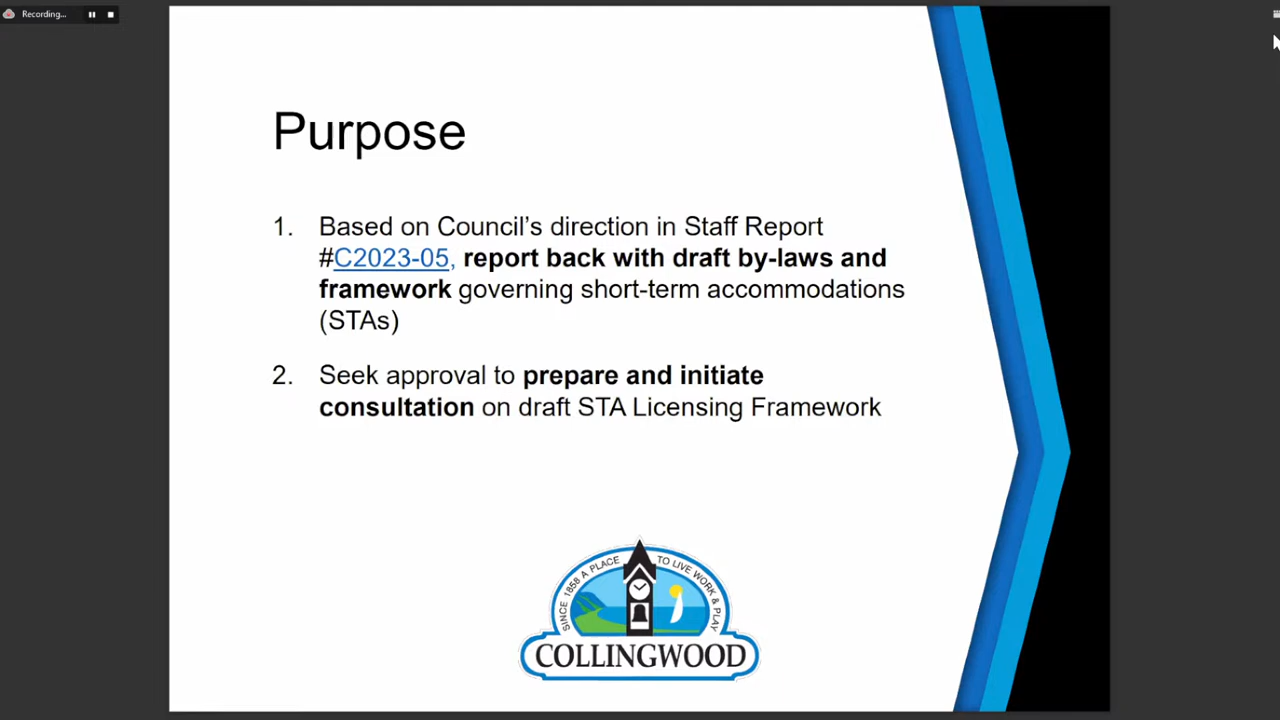 Recording...
Purpose
1. Based on Council’s direction in Staff Report
#C2023-05, report back with draft by-laws and
framework governing short-term accommodations
(STAs)
2. Seek approval to prepare and initiate
consultation on draft STA Licensing Framework
SINCE 1858 A PLACE TO LIVE WORK & PLAY
COLLINGWOOD